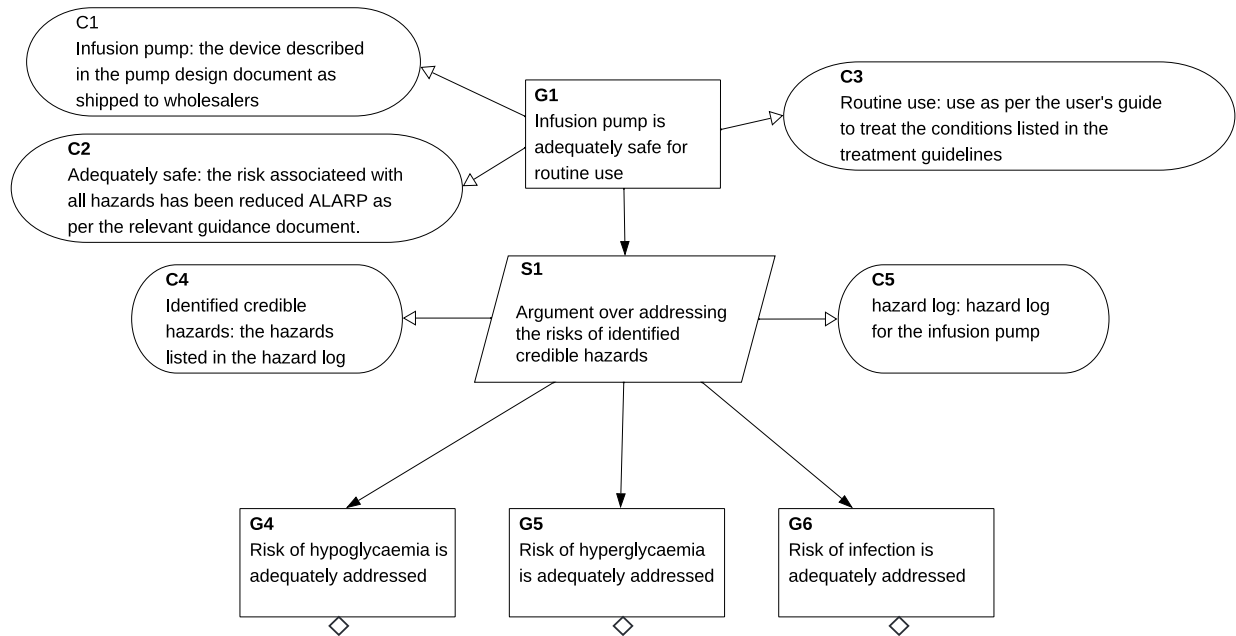 C1
Infusion pump: the device described
in the pump design document as
shipped to wholesalers
G1
Infusion pump is
adequately safe for
routine use
C3
Routine use: use as per the user's guide
to treat the conditions listed in the
treatment guidelines
C2
Adequately safe: the risk associateed with
all hazards has been reduced ALARP as
per the relevant guidance document.
C4
Identified credible
hazards: the hazards
listed in the hazard log
S1
Argument over addressing
the risks of identified
credible hazards
C5
hazard log: hazard log
for the infusion pump
G4
Risk of hypoglycaemia is
adequately addressed
G5
Risk of hyperglycaemia
is adequately addressed
G6
Risk of infection is
adequately addressed